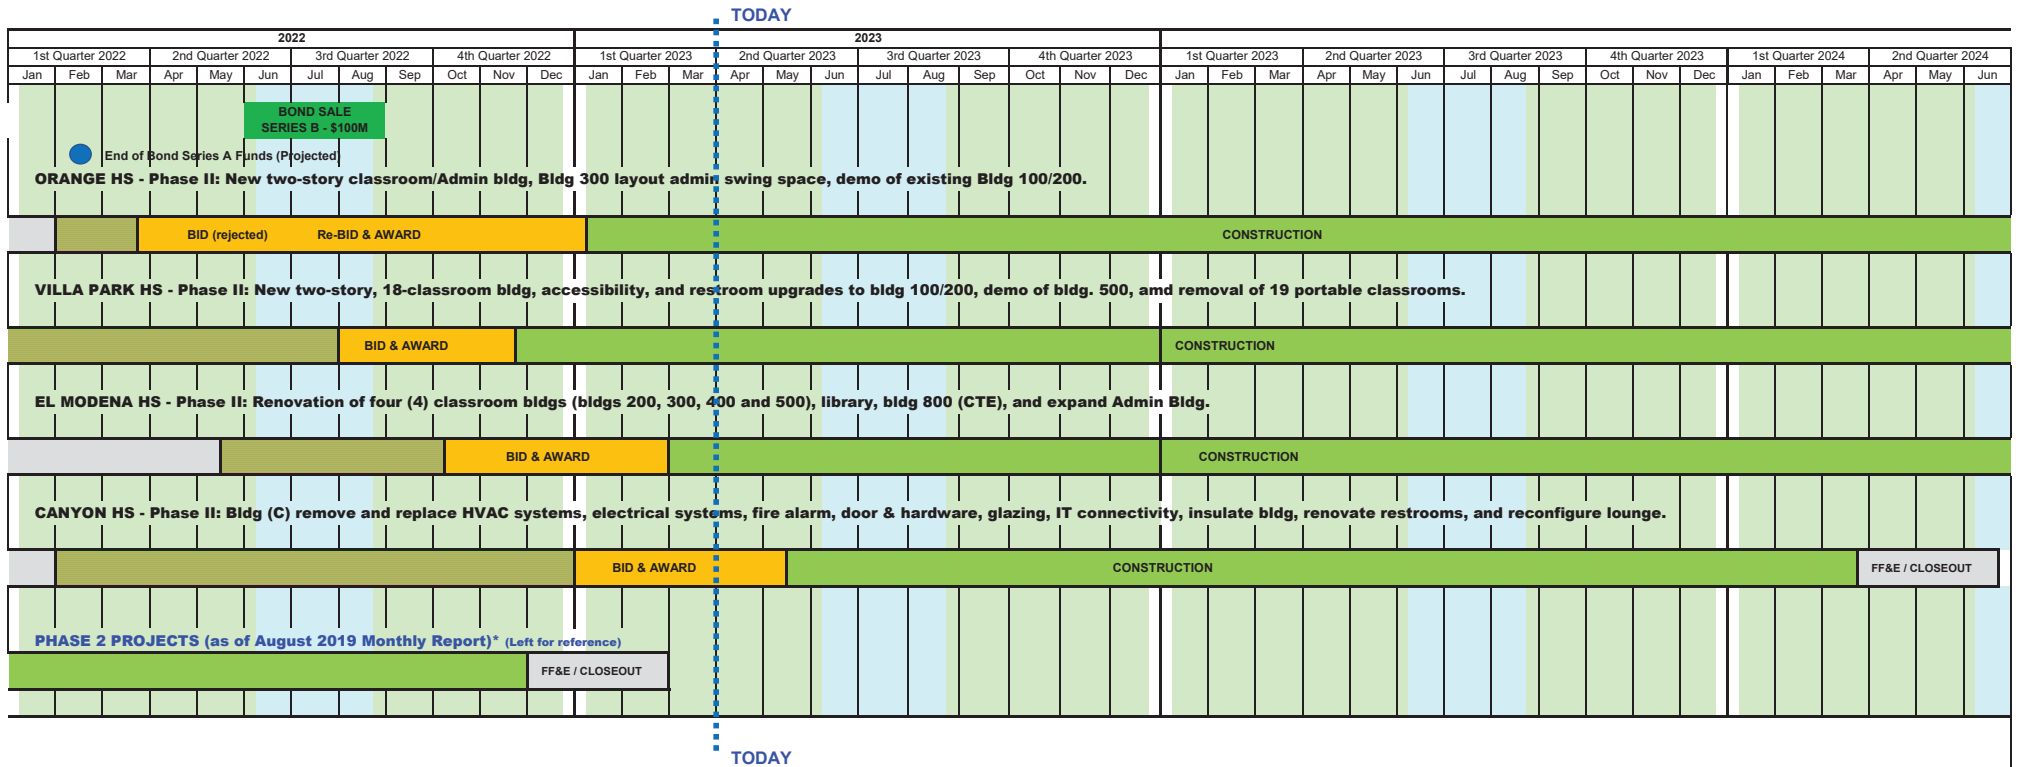 TODAY
2022 2023
1st Quarter 2022 2nd Quarter 2022 3rd Quarter 2022 4th Quarter 2022 1st Quarter 2023 2nd Quarter 2023 3rd Quarter 2023 4th Quarter 2023 1st Quarter 2023 2nd Quarter 2023 3rd Quarter 2023 4th Quarter 2023 1st Quarter 2024 2nd Quarter 2024
Jan Feb Mar Apr May Jun Jul Aug Sep Oct Nov Dec Jan Feb Mar Apr May Jun Jul Aug Sep Oct Nov Dec Jan Feb Mar Apr May Jun Jul Aug Sep Oct Nov Dec Jan Feb Mar Apr May Jun
BOND SALE
SERIES B - $100M
End of Bond Series A Funds (Projected)
ORANGE HS - Phase II: New two-story classroom/Admin bldg, Bldg 300 layout admin swing space, demo of existing Bldg 100/200.
BID (rejected) Re-BID & AWARD CONSTRUCTION
VILLA PARK HS - Phase II: New two-story, 18-classroom bldg, accessibility, and restroom upgrades to bldg 100/200, demo of bldg. 500, amd removal of 19 portable classrooms.
BID & AWARD CONSTRUCTION
EL MODENA HS - Phase II: Renovation of four (4) classroom bldgs (bldgs 200, 300, 400 and 500), library, bldg 800 (CTE), and expand Admin Bldg.
BID & AWARD CONSTRUCTION
CANYON HS - Phase II: Bldg (C) remove and replace HVAC systems, electrical systems, fire alarm, door & hardware, glazing, IT connectivity, insulate bldg, renovate restrooms, and reconfigure lounge.
BID & AWARD CONSTRUCTION FF&E / CLOSEOUT
PHASE 2 PROJECTS (as of August 2019 Monthly Report)* (Left for reference)
FF&E / CLOSEOUT
TODAY